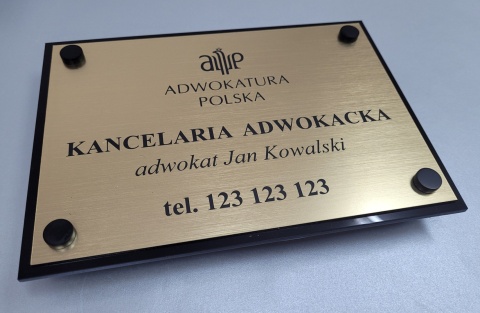 ADWOKATURA
POLSKA
KANCELARIA ADWOKACKA
adwokat Jan Kowalski
tel. 123 123 123